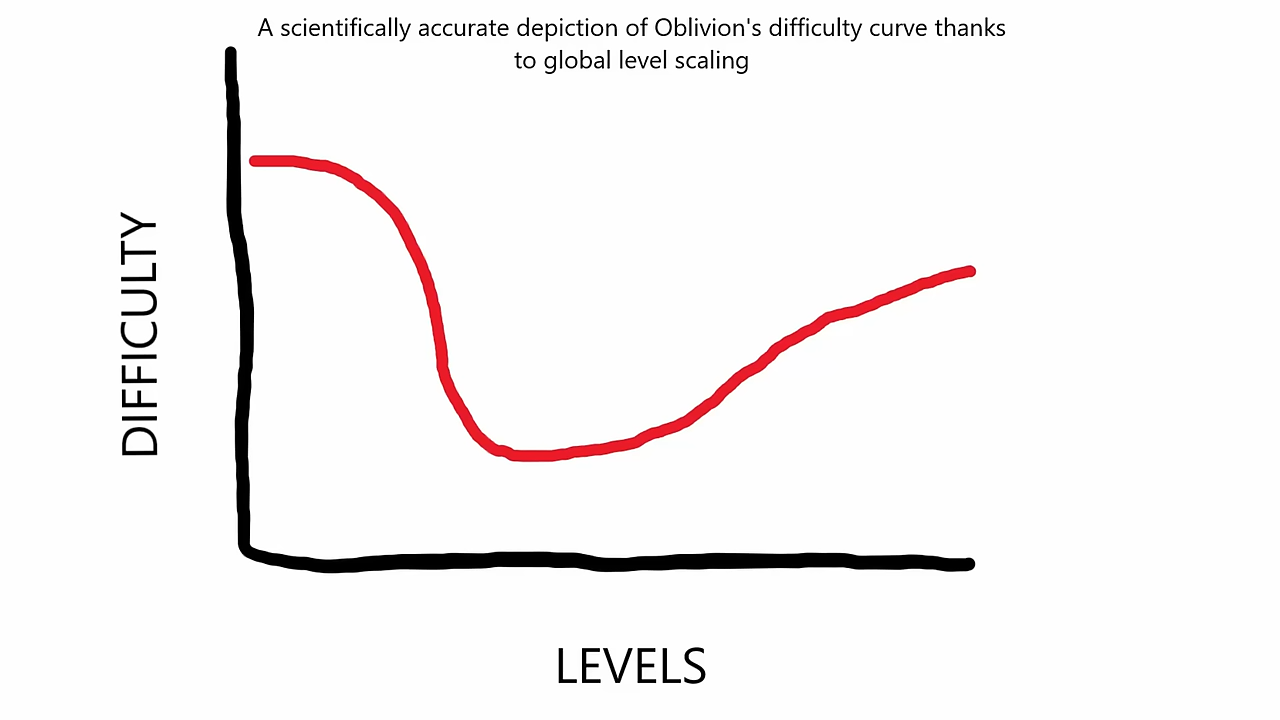 A scientifically accurate depiction of Oblivion's difficulty curve thanks
to global level scaling
DIFFICULTY
LEVELS